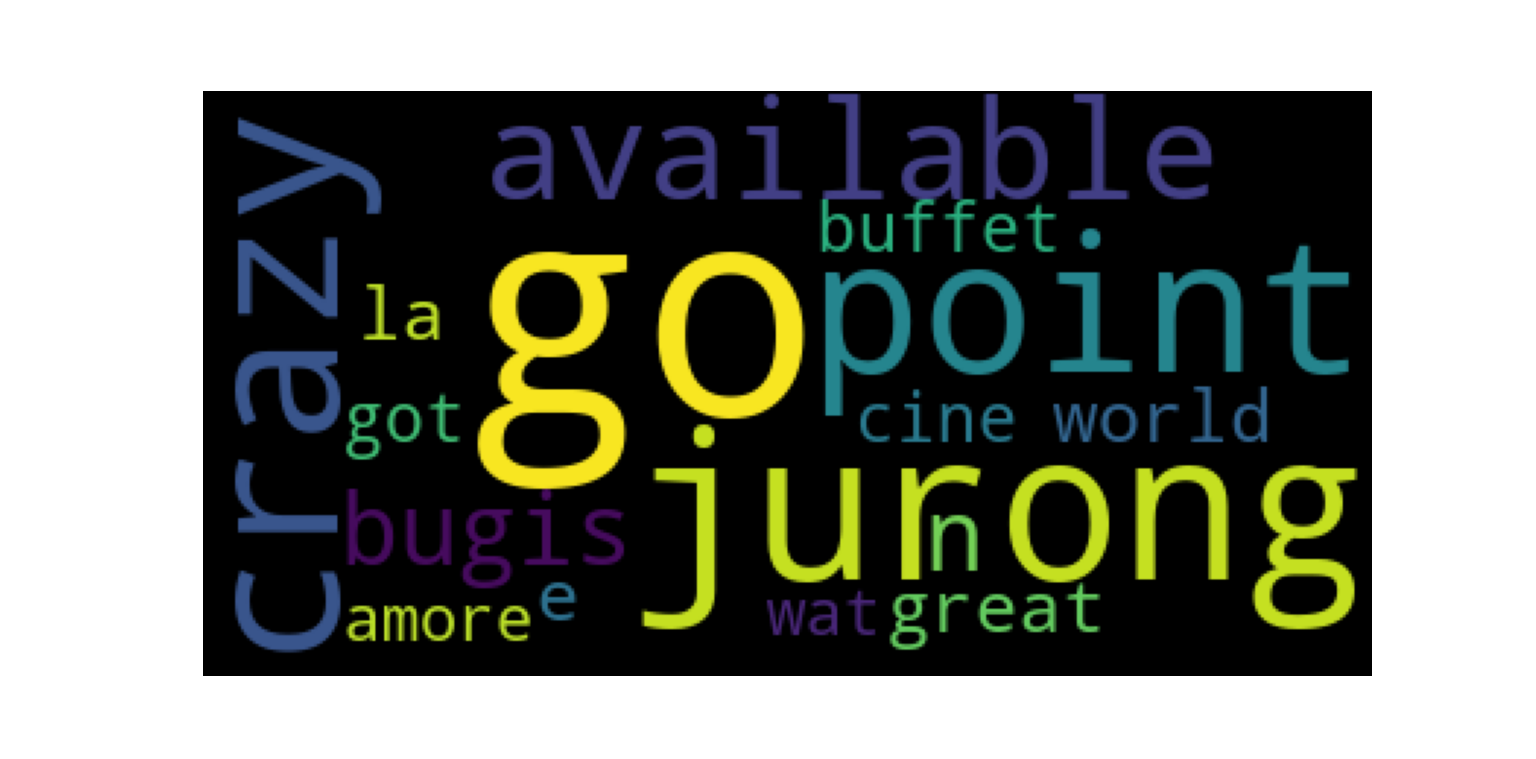 crazy
available
buffet
la
go
point
got
cine
world
jurong
bugis
n
amore
e
wat
great